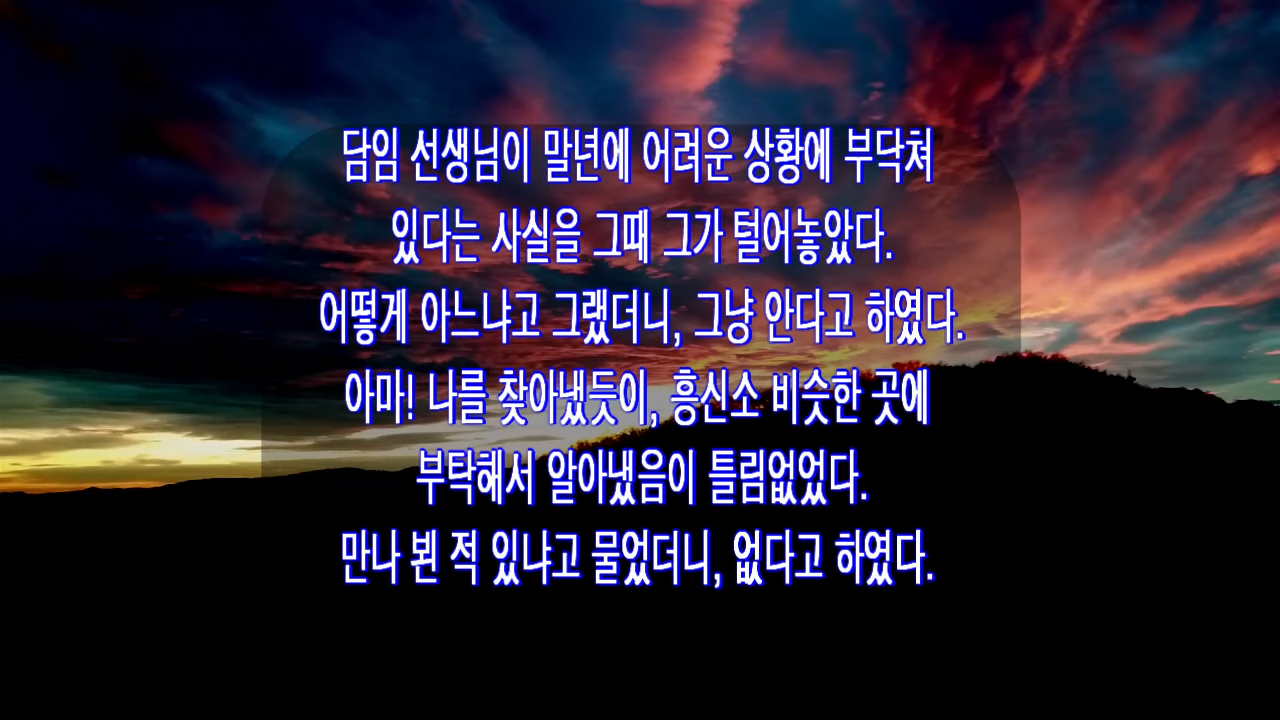 담임 선생님이 말년에 어려운 상황에 부닥쳐
있다는 사실을 그때 그가 털어놓았다.
어떻게 아느냐고 그랬더니, 그냥 안다고 하였다.
아마! 나를 찾아냈듯이, 흥신소 비슷한 곳에
부탁해서 알아냈음이 틀림없었다.
만나 뵌 적 있냐고 물었더니, 없다고 하였다.